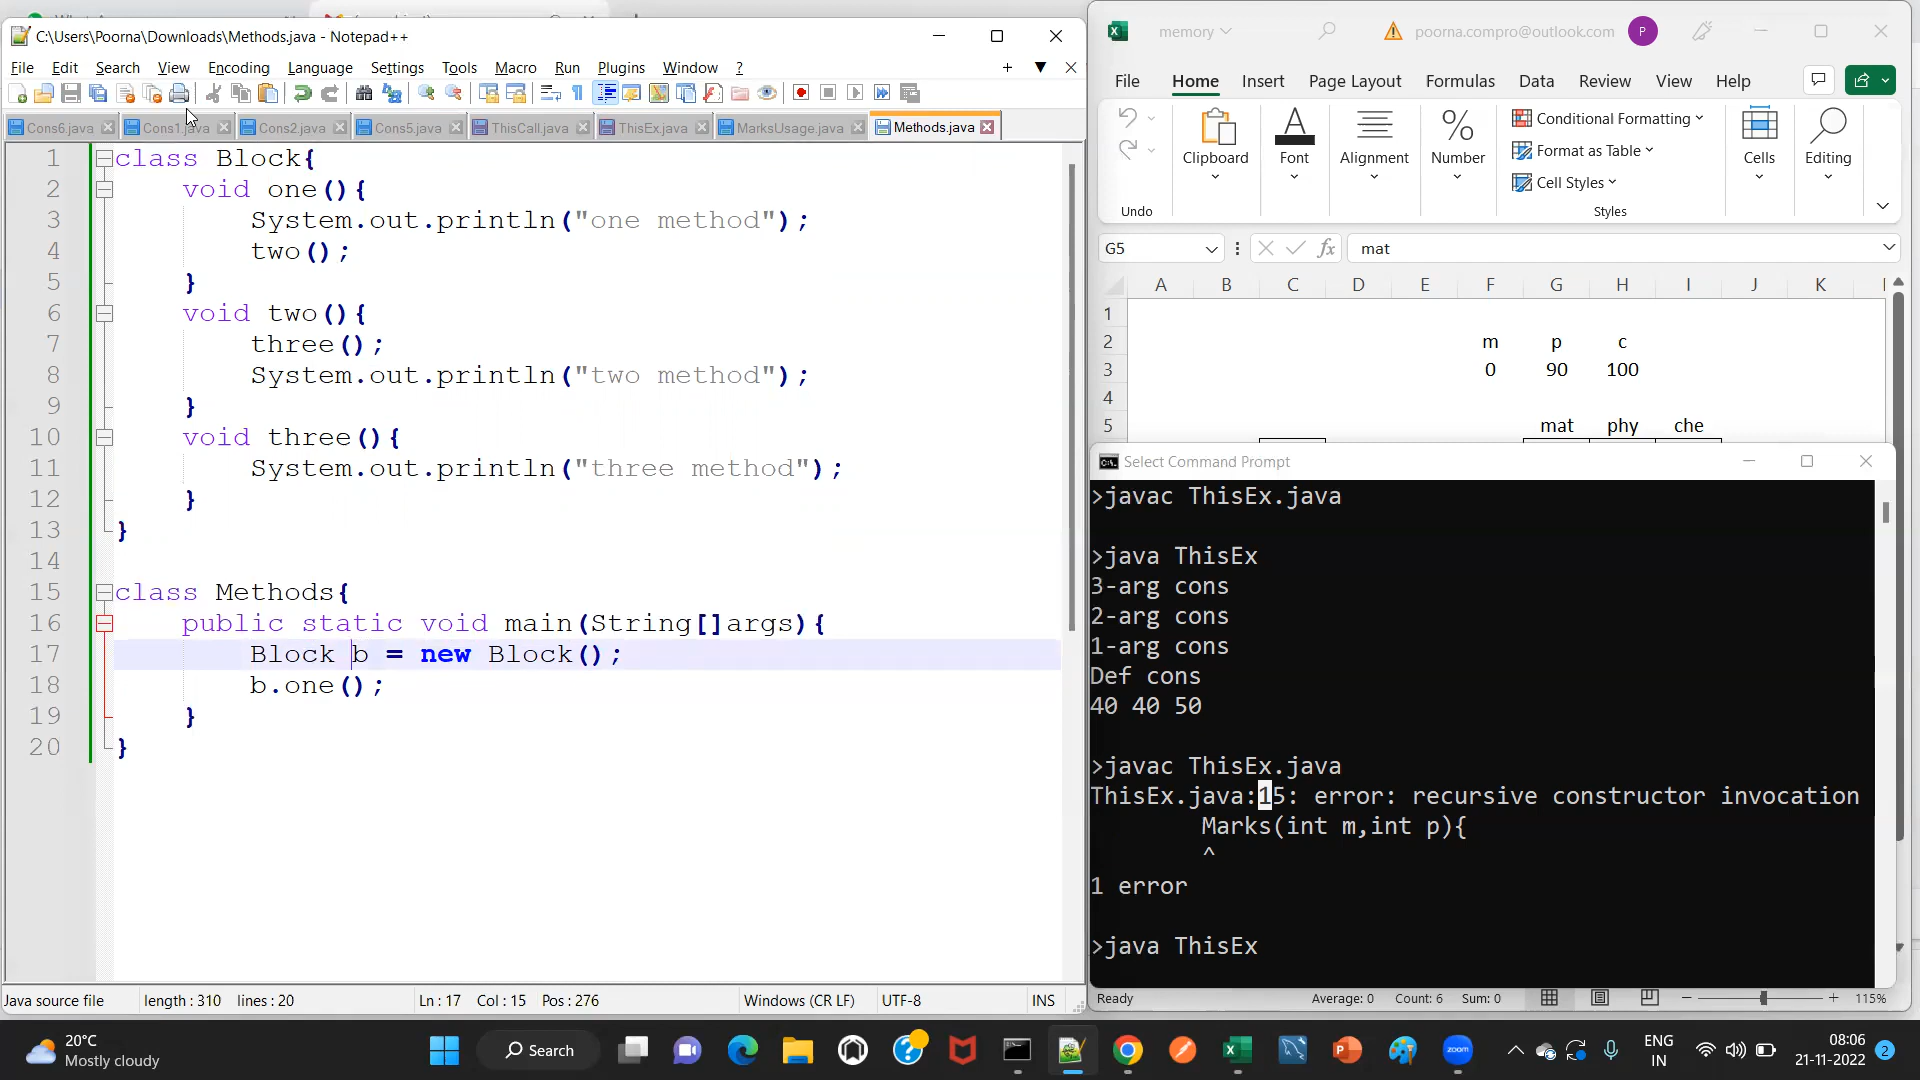 C:\Users\Poorna\Downloads\Methods.java - Notepad++
File Edit Search View Encoding Language Settings Tools Macro Run Plugins Window ?
Cons6.java Cons1.java Cons2.java Cons5.java ThisCall.java ThisEx.java MarksUsage.java Methods.java
1 class Block{
2 void one(){
3 System.out.println("one method");
4 two();
5 }
6 void two(){
7 three();
8 System.out.println("two method");
9 }
10 void three(){
11 System.out.println("three method");
12 }
13 }
14
15 class Methods{
16 public static void main(String[]args){
17 Block b = new Block();
18 b.one();
19 }
20 }
Java source file length : 310 lines : 20 Ln : 17 Col : 15 Pos : 276 Windows (CR LF) UTF-8 INS
memory poorna.compro@outlook.com P
File Home Insert Page Layout Formulas Data Review View Help
Undo Clipboard Font Alignment Number
Conditional Formatting
Format as Table
Cell Styles
Styles
Cells Editing
G5 fx mat
A B C D E F G H I J K
1
2 m p c
3 0 90 100
4
5 mat phy che
Select Command Prompt
>javac ThisEx.java
>java ThisEx
3-arg cons
2-arg cons
1-arg cons
Def cons
40 40 50
>javac ThisEx.java
ThisEx.java:15: error: recursive constructor invocation
Marks(int m,int p){
^
1 error
>java ThisEx
Ready Average: 0 Count: 6 Sum: 0 115%
20°C
Mostly cloudy
Search
zoom
ENG
IN
08:06
21-11-2022
2